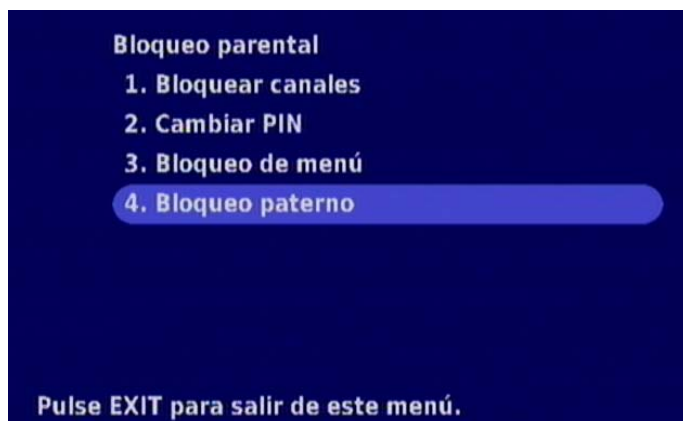 Bloqueo parental
1. Bloquear canales
2. Cambiar PIN
3. Bloqueo de menú
4. Bloqueo paterno
Pulse EXIT para salir de este menú.